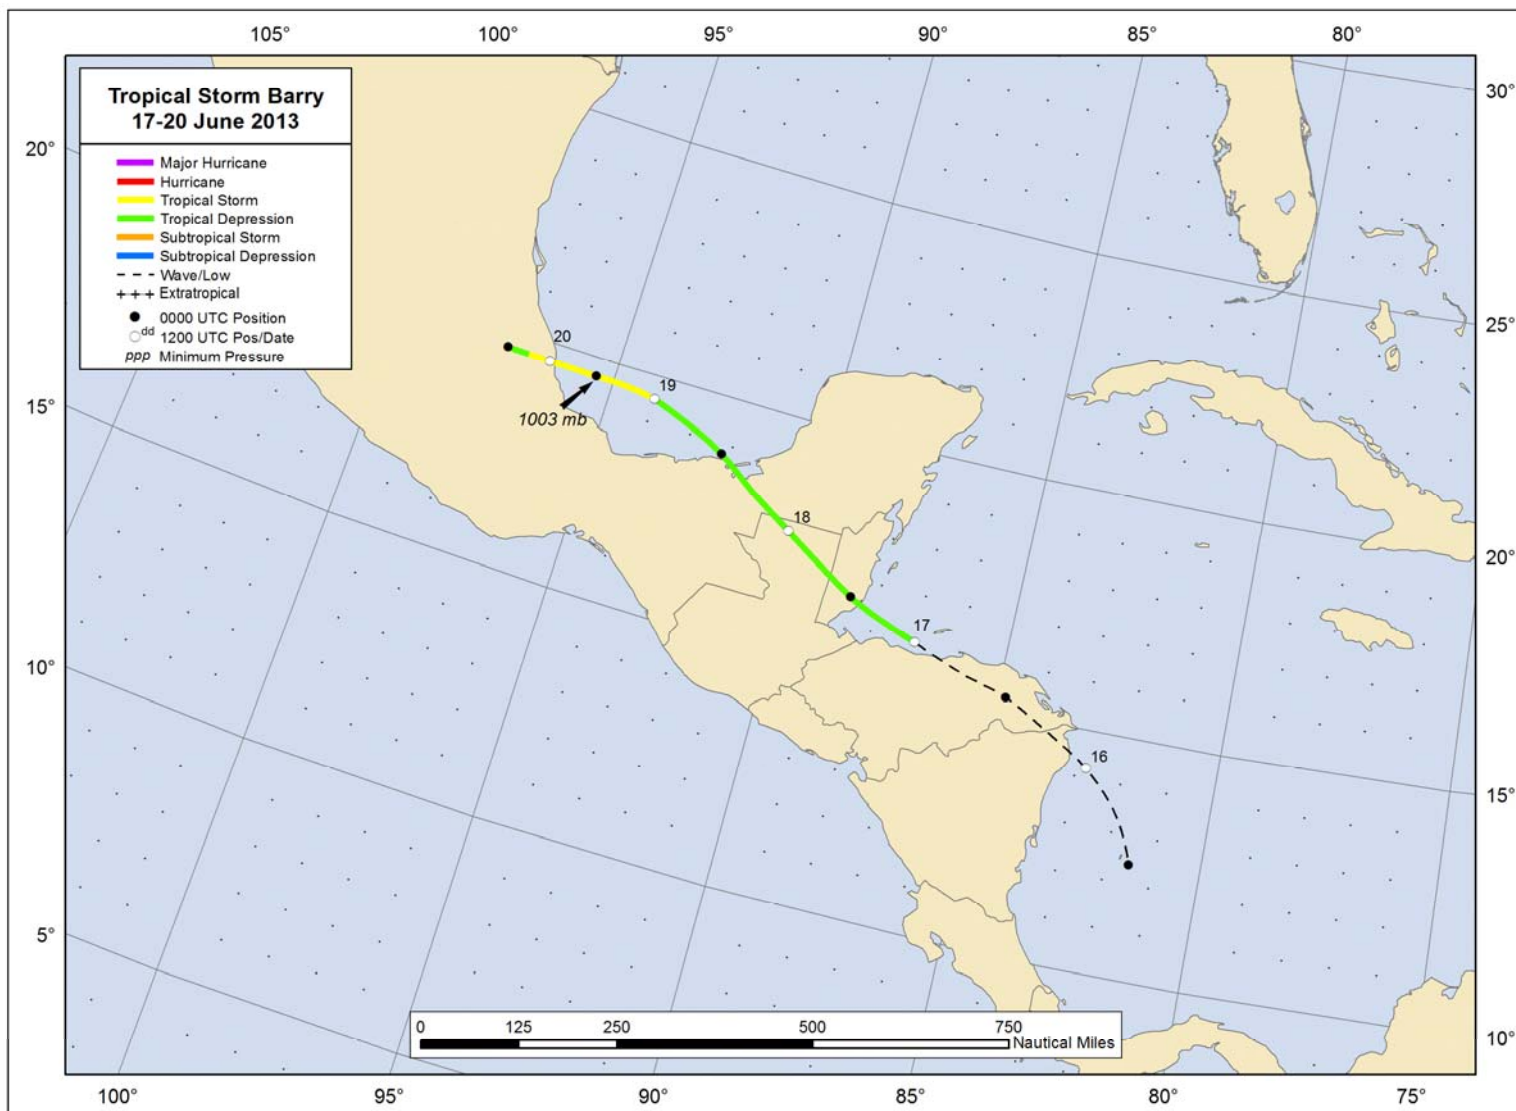 105° 100° 95° 90° 85° 80°
Tropical Storm Barry
17-20 June 2013
Major Hurricane
Hurricane
Tropical Storm
Tropical Depression
Subtropical Storm
Subtropical Depression
Wave/Low
Extratropical
0000 UTC Position
dd 1200 UTC Pos/Date
ppp Minimum Pressure
30°
20°
25°
20
19
15°
1003 mb
18
20°
17
10°
16
15°
5°
0 125 250 500 750
Nautical Miles
10°
100° 95° 90° 85° 80° 75°